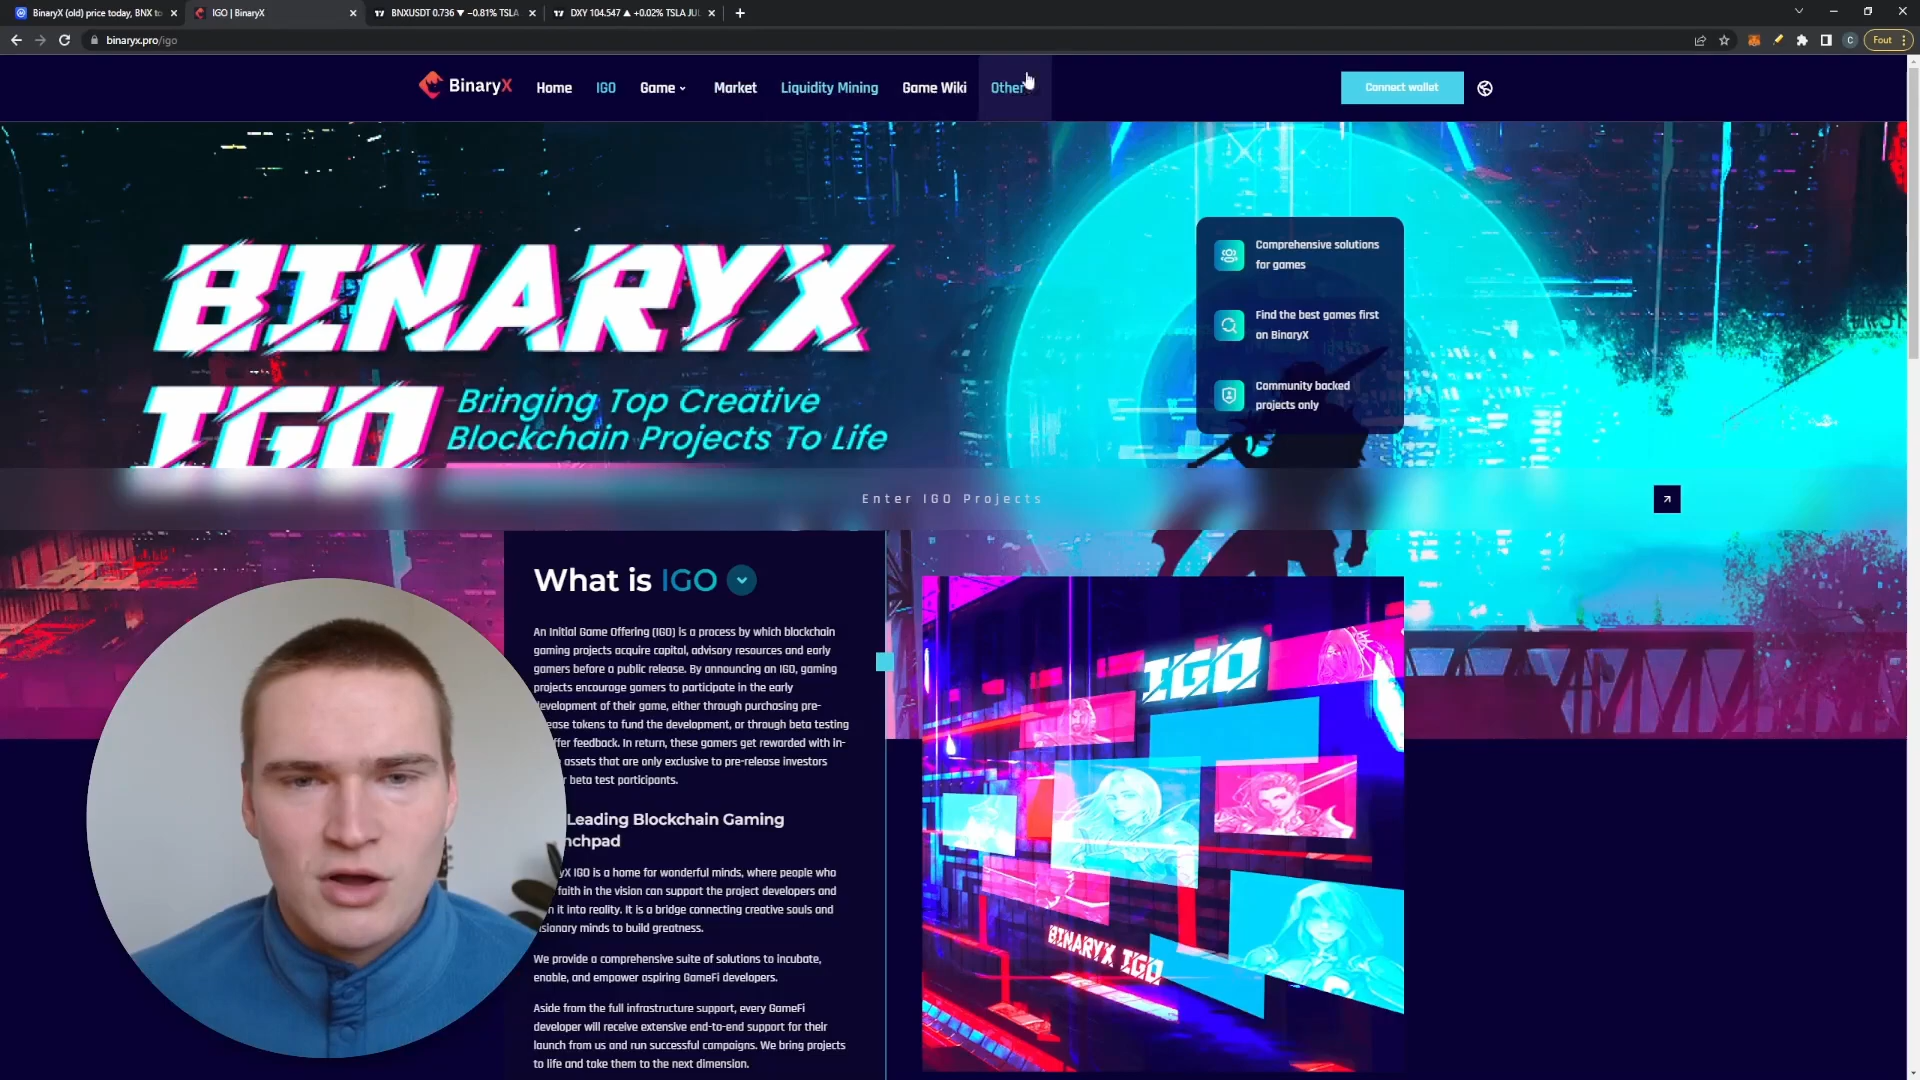 BinaryX (old) price today, BNX to
IGO | BinaryX
BNXUSDT 0.736 ▼ −0.81% TSLA
DXY 104.547 ▲ +0.02% TSLA JUL
binaryx.pro/igo
C
Fout
BinaryX
Home
IGO
Game
Market
Liquidity Mining
Game Wiki
Other
Connect wallet
BINARYX
IGO
Bringing Top Creative
Blockchain Projects To Life
Comprehensive solutions
for games
Find the best games first
on BinaryX
Community backed
projects only
Enter IGO Projects
What is IGO
An Initial Game Offering (IGO) is a process by which blockchain
gaming projects acquire capital, advisory resources and early
gamers before a public release. By announcing an IGO, gaming
projects encourage gamers to participate in the early
development of their game, either through purchasing pre-
ease tokens to fund the development, or through beta testing
ffer feedback. In return, these gamers get rewarded with in-
assets that are only exclusive to pre-release investors
beta test participants.
Leading Blockchain Gaming
nchpad
yX IGO is a home for wonderful minds, where people who
faith in the vision can support the project developers and
n it into reality. It is a bridge connecting creative souls and
isionary minds to build greatness.
We provide a comprehensive suite of solutions to incubate,
enable, and empower aspiring GameFi developers.
Aside from the full infrastructure support, every GameFi
developer will receive extensive end-to-end support for their
launch from us and run successful campaigns. We bring projects
to life and take them to the next dimension.
IGO
BINARYX IGO